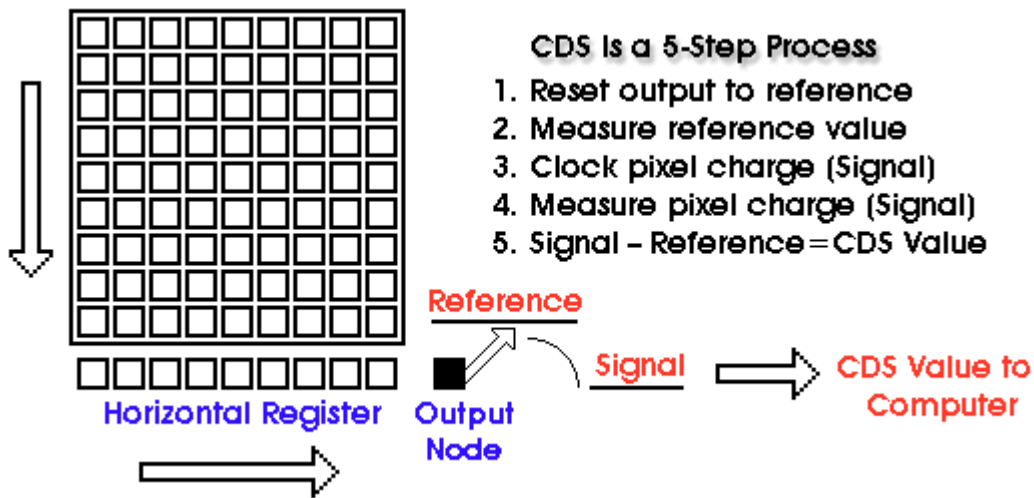 CDS Is a 5-Step Process
1. Reset output to reference
2. Measure reference value
3. Clock pixel charge (Signal)
4. Measure pixel charge (Signal)
5. Signal – Reference = CDS Value
Reference
Signal
CDS Value to
Computer
Horizontal Register
Output
Node